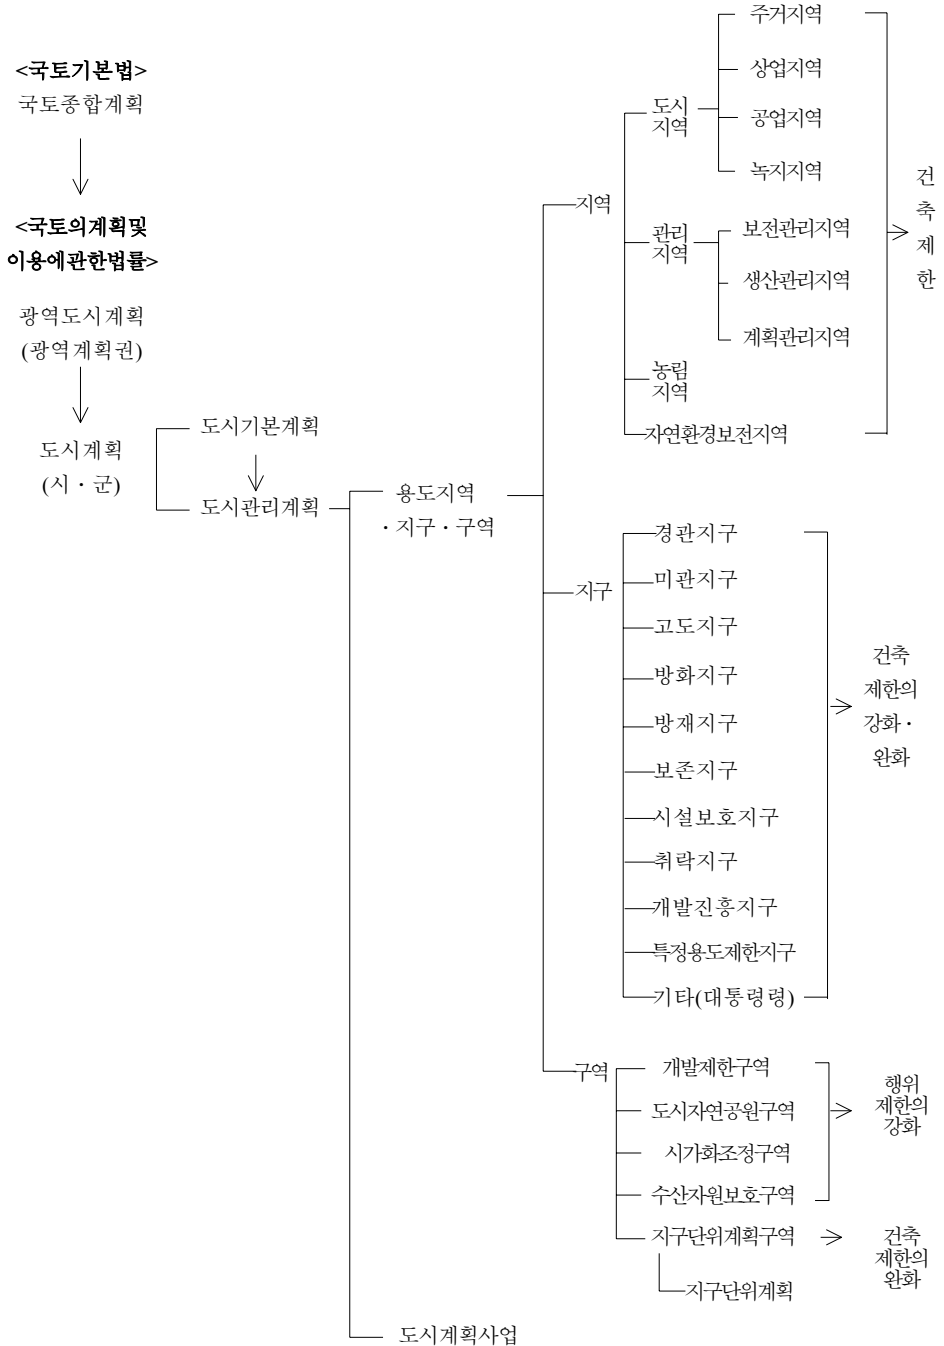 <국토기본법>
국토종합계획
<국토의계획및
이용에관한법률>
광역도시계획
(광역계획권)
도시계획
(시・군)
도시기본계획
도시관리계획
용도지역
・지구・구역
도시계획사업
지역
도시
지역
주거지역
상업지역
공업지역
녹지지역
관리
지역
보전관리지역
생산관리지역
계획관리지역
농림
지역
자연환경보전지역
건
축
제
한
지구
경관지구
미관지구
고도지구
방화지구
방재지구
보존지구
시설보호지구
취락지구
개발진흥지구
특정용도제한지구
기타(대통령령)
건축
제한의
강화・
완화
구역
개발제한구역
도시자연공원구역
시가화조정구역
수산자원보호구역
행위
제한의
강화
지구단위계획구역
지구단위계획
건축
제한의
완화